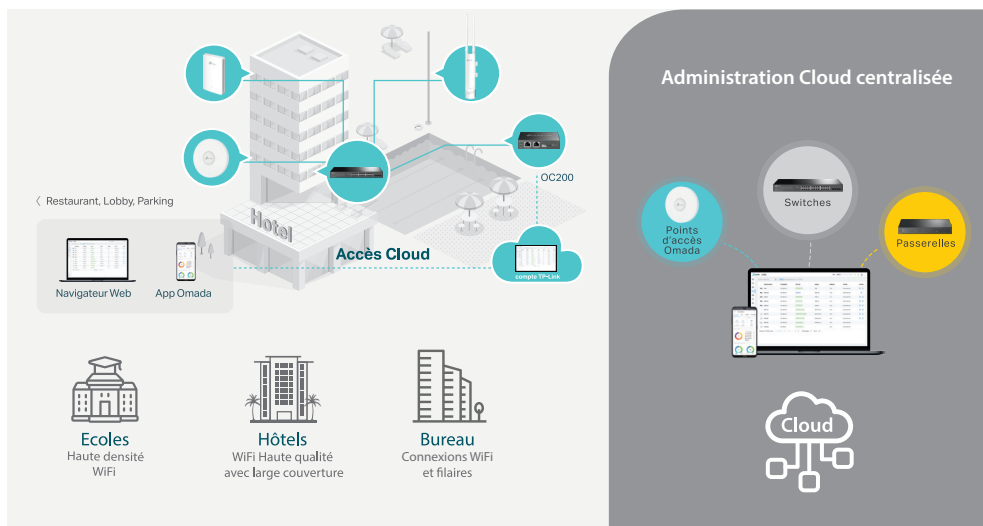 Administration Cloud centralisée
OC200
< Restaurant, Lobby, Parking
Hotel
Accès Cloud
compte TP-Link
Navigateur Web
App Omada
Switches
Points
d'accès
Omada
Passerelles
Ecoles
Haute densité
WiFi
Hôtels
WiFi Haute qualité
avec large couverture
Bureau
Connexions WiFi
et filaires
Cloud